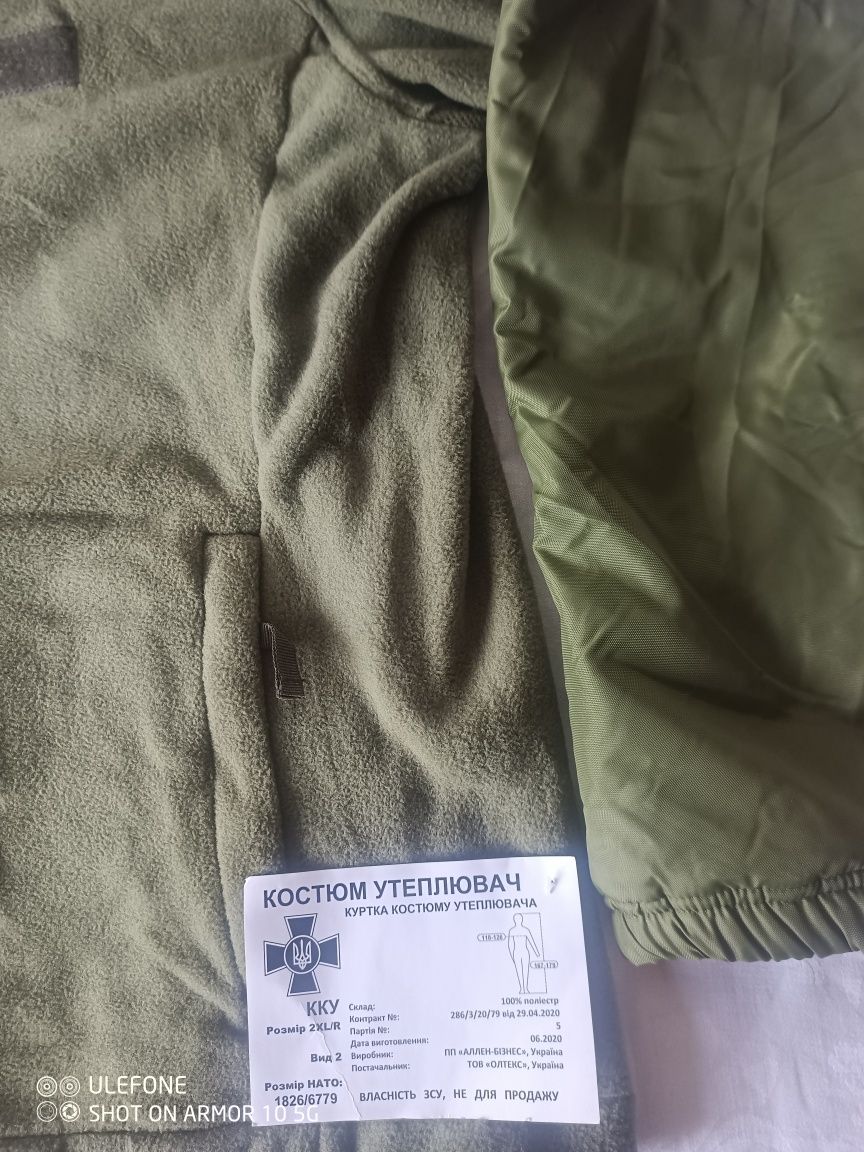 КОСТЮМ УТЕПЛЮВАЧ
КУРТКА КОСТЮМУ УТЕПЛЮВАЧА
ККУ
Розмір 2XL/R
Вид 2
Розмір НАТО:
1826/6779
167-179
Склад: 100% поліестр
Контракт №: 286/3/20/79 від 29.04.2020
Партія №: 5
Дата виготовлення: 06.2020
Виробник: ПП «АЛЛЕН-БІЗНЕС», Україна
Постачальник: ТОВ «ОЛТЕКС», Україна
ВЛАСНІСТЬ ЗСУ, НЕ ДЛЯ ПРОДАЖУ
ULEFONE
SHOT ON ARMOR 10 5G